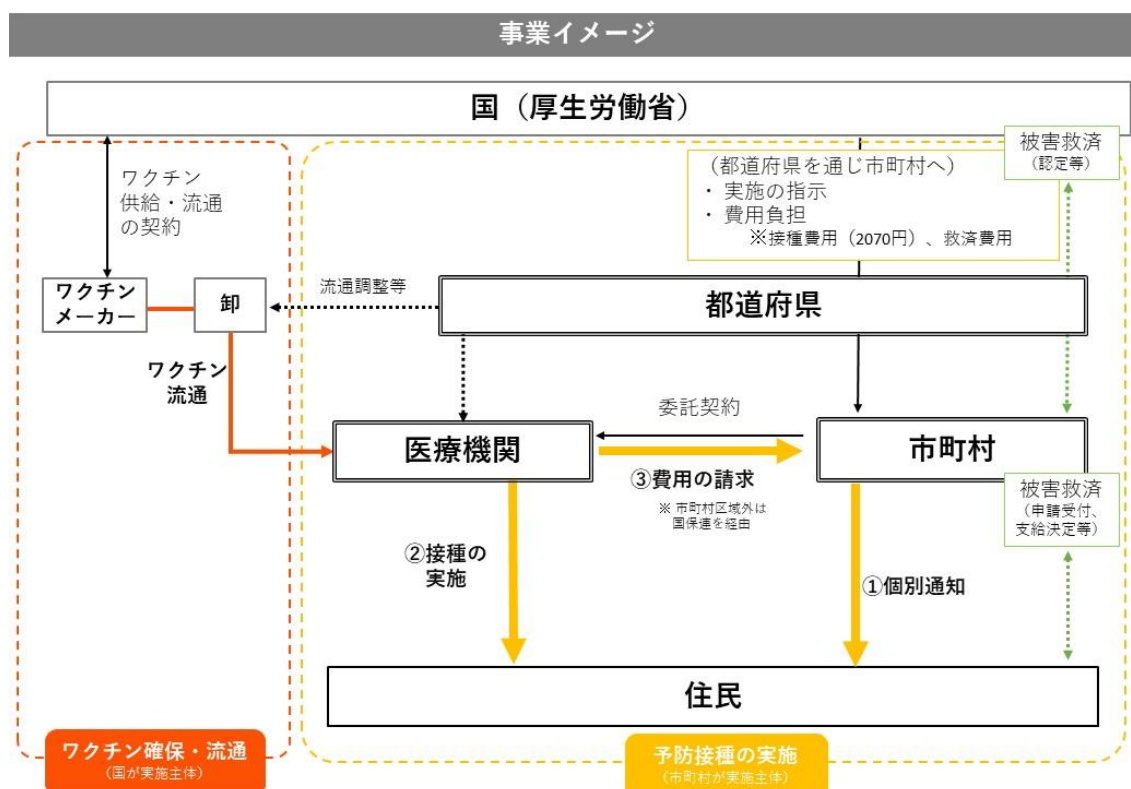 事業イメージ
国（厚生労働省）
ワクチン
供給・流通
の契約
（都道府県を通じ市町村へ）
・ 実施の指示
・ 費用負担
※接種費用（2070円）、救済費用
被害救済
（認定等）
ワクチン
メーカー
卸
流通調整等
都道府県
ワクチン
流通
医療機関
委託契約
③費用の請求
※ 市町村区域外は
国保連を経由
市町村
被害救済
（申請受付、
支給決定等）
②接種の
実施
①個別通知
住民
ワクチン確保・流通
（国が実施主体）
予防接種の実施
（市町村が実施主体）